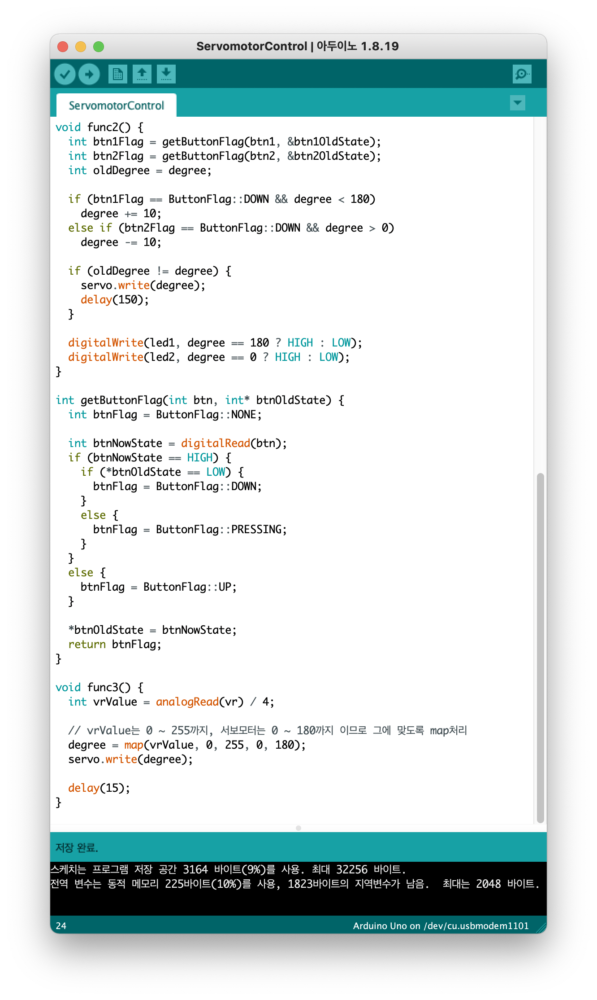 ServomotorControl | 아두이노 1.8.19
ServomotorControl
void func2() {
  int btn1Flag = getButtonFlag(btn1, &btn1OldState);
  int btn2Flag = getButtonFlag(btn2, &btn2OldState);
  int oldDegree = degree;

  if (btn1Flag == ButtonFlag::DOWN && degree < 180)
    degree += 10;
  else if (btn2Flag == ButtonFlag::DOWN && degree > 0)
    degree -= 10;

  if (oldDegree != degree) {
    servo.write(degree);
    delay(150);
  }

  digitalWrite(led1, degree == 180 ? HIGH : LOW);
  digitalWrite(led2, degree == 0 ? HIGH : LOW);
}

int getButtonFlag(int btn, int* btnOldState) {
  int btnFlag = ButtonFlag::NONE;

  int btnNowState = digitalRead(btn);
  if (btnNowState == HIGH) {
    if (*btnOldState == LOW) {
      btnFlag = ButtonFlag::DOWN;
    }
    else {
      btnFlag = ButtonFlag::PRESSING;
    }
  }
  else {
    btnFlag = ButtonFlag::UP;
  }

  *btnOldState = btnNowState;
  return btnFlag;
}

void func3() {
  int vrValue = analogRead(vr) / 4;

  // vrValue는 0 ~ 255까지, 서보모터는 0 ~ 180까지 이므로 그에 맞도록 map처리
  degree = map(vrValue, 0, 255, 0, 180);
  servo.write(degree);

  delay(15);
}
저장 완료.
스케치는 프로그램 저장 공간 3164 바이트(9%)를 사용. 최대 32256 바이트.
전역 변수는 동적 메모리 225바이트(10%)를 사용, 1823바이트의 지역변수가 남음.  최대는 2048 바이트.
24
Arduino Uno on /dev/cu.usbmodem1101